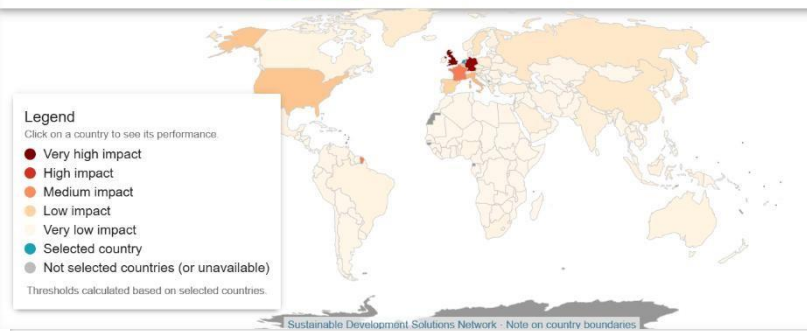 Legend
Click on a country to see its performance.
Very high impact
High impact
Medium impact
Low impact
Very low impact
Selected country
Not selected countries (or unavailable)
Thresholds calculated based on selected countries.
Sustainable Development Solutions Network · Note on country boundaries